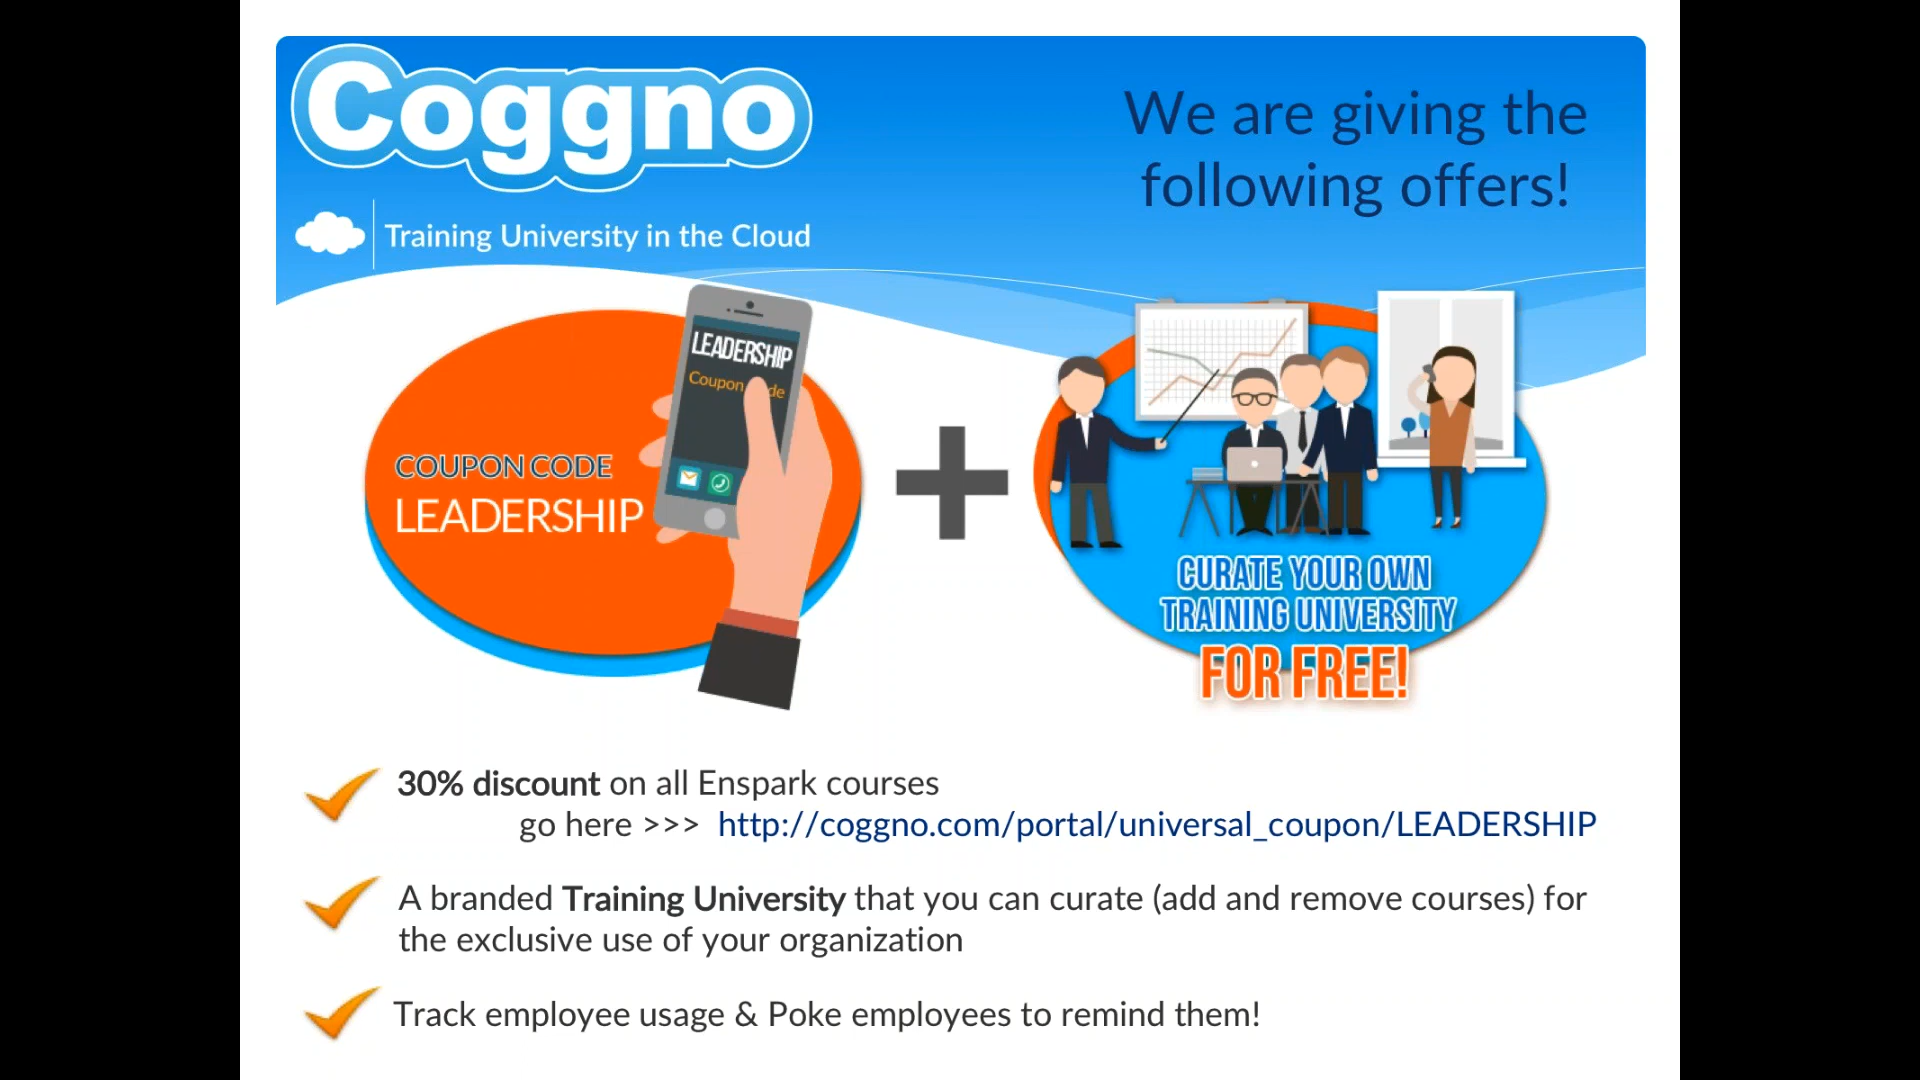 Coggno
Training University in the Cloud
We are giving the
following offers!
LEADERSHIP
Coupon
COUPON CODE
LEADERSHIP
CURATE YOUR OWN
TRAINING UNIVERSITY
FOR FREE!
30% discount on all Enspark courses
go here >>> http://coggno.com/portal/universal_coupon/LEADERSHIP
A branded Training University that you can curate (add and remove courses) for
the exclusive use of your organization
Track employee usage & Poke employees to remind them!